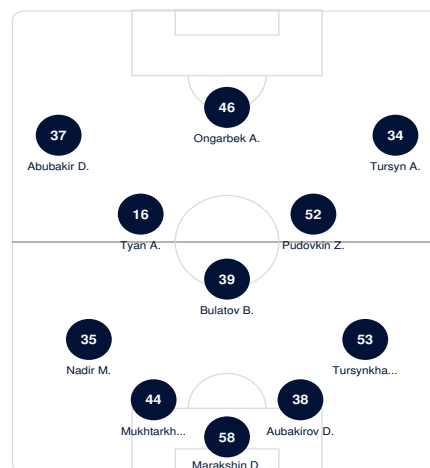 46
Ongarbek A.
37
Abubakir D.
34
Tursyn A.
16
Tyan A.
52
Pudovkin Z.
39
Bulatov B.
35
Nadir M.
53
Tursynkha...
44
Mukhtarkh...
38
Aubakirov D.
58
Marakshin D.